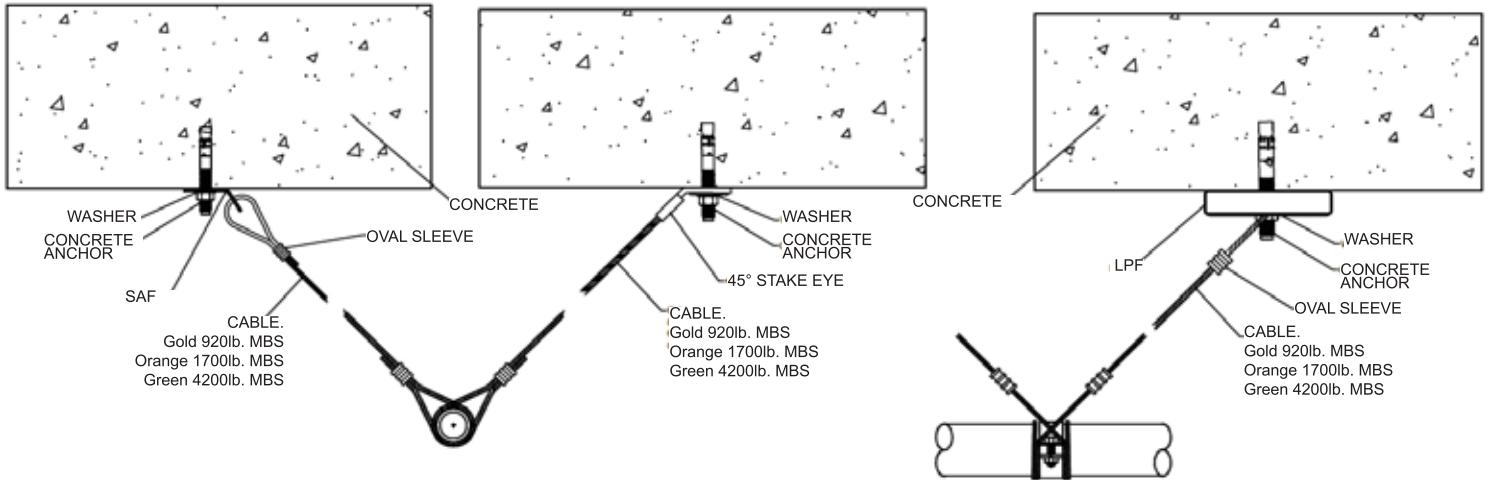 WASHER
CONCRETE
ANCHOR
SAF
CONCRETE
OVAL SLEEVE
CABLE.
Gold 920lb. MBS
Orange 1700lb. MBS
Green 4200lb. MBS
WASHER
CONCRETE
ANCHOR
45° STAKE EYE
CABLE.
Gold 920lb. MBS
Orange 1700lb. MBS
Green 4200lb. MBS
CONCRETE
LPF
WASHER
CONCRETE
ANCHOR
OVAL SLEEVE
CABLE.
Gold 920lb. MBS
Orange 1700lb. MBS
Green 4200lb. MBS